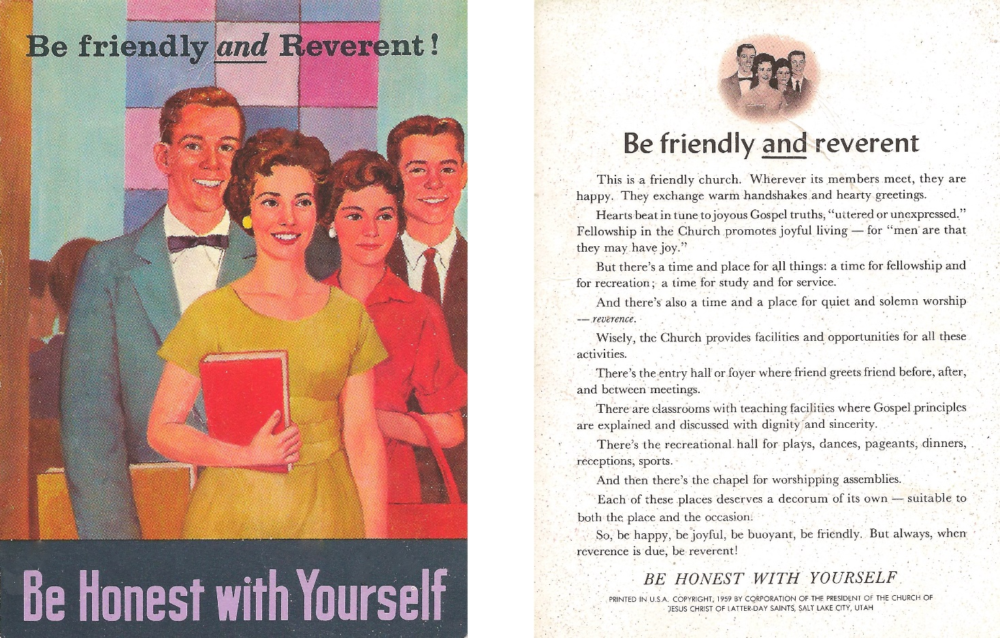 Be friendly and Reverent!
Be Honest with Yourself
Be friendly and reverent
This is a friendly church. Wherever its members meet, they are
happy. They exchange warm handshakes and hearty greetings.
Hearts beat in tune to joyous Gospel truths, “uttered or unexpressed.”
Fellowship in the Church promotes joyful living — for “men are that
they may have joy.”
But there’s a time and place for all things: a time for fellowship and
for recreation; a time for study and for service.
And there’s also a time and a place for quiet and solemn worship
— reverence.
Wisely, the Church provides facilities and opportunities for all these
activities.
There’s the entry hall or foyer where friend greets friend before, after,
and between meetings.
There are classrooms with teaching facilities where Gospel principles
are explained and discussed with dignity and sincerity.
There’s the recreational hall for plays, dances, pageants, dinners,
receptions, sports.
And then there’s the chapel for worshipping assemblies.
Each of these places deserves a decorum of its own — suitable to
both the place and the occasion.
So, be happy, be joyful, be buoyant, be friendly. But always, when
reverence is due, be reverent!
BE HONEST WITH YOURSELF
PRINTED IN U.S.A. COPYRIGHT, 1959 BY CORPORATION OF THE PRESIDENT OF THE CHURCH OF
JESUS CHRIST OF LATTER-DAY SAINTS, SALT LAKE CITY, UTAH